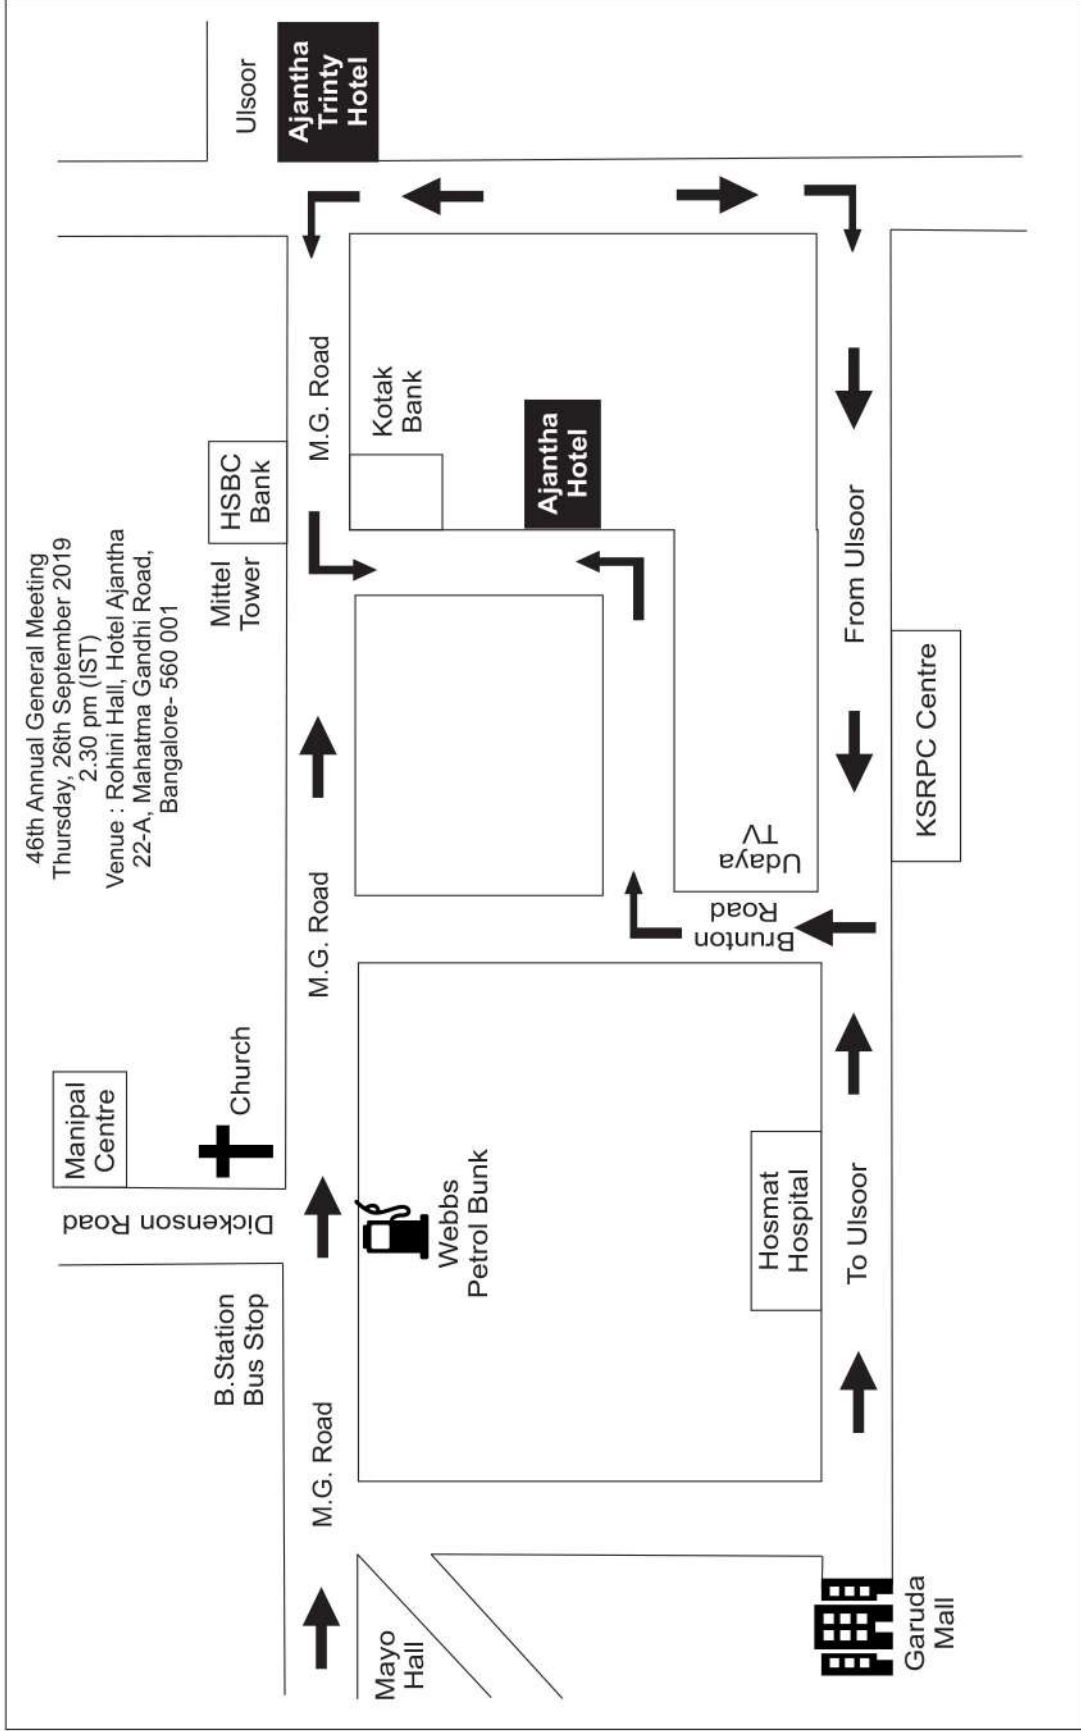 46th Annual General Meeting
Thursday, 26th September 2019
2.30 pm (IST)
Venue : Rohini Hall, Hotel Ajantha
22-A, Mahatma Gandhi Road,
Bangalore- 560 001
Manipal
Centre
Dickenson Road
Church
B.Station
Bus Stop
Mittel
Tower
HSBC
Bank
Ulsoor
Ajantha
Trinty
Hotel
M.G. Road
M.G. Road
M.G. Road
Mayo
Hall
Webbs
Petrol Bunk
Kotak
Bank
Ajantha
Hotel
Brunton
Road
Udaya
TV
Hosmat
Hospital
To Ulsoor
From Ulsoor
Garuda
Mall
KSRPC Centre